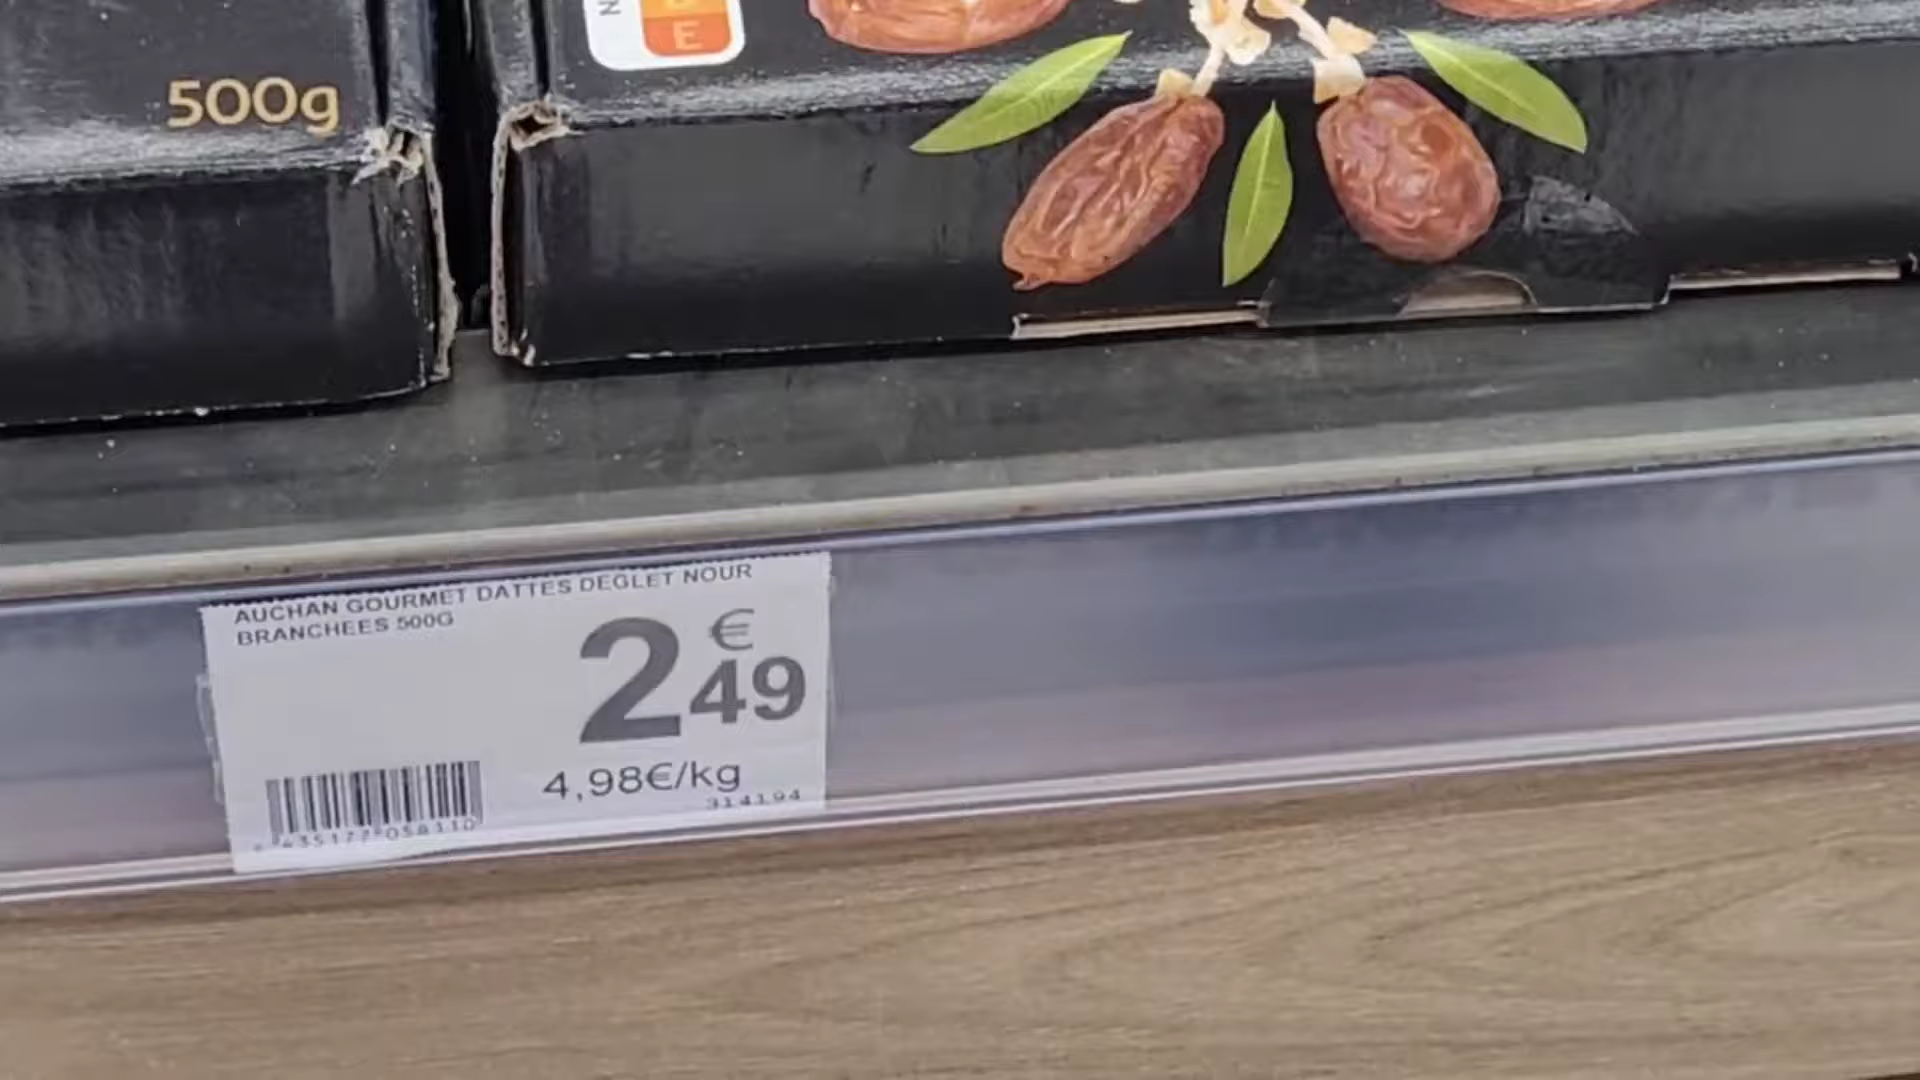 500g
E
AUCHAN GOURMET DATTES DEGLET NOUR
BRANCHEES 500G
2€49
4,98€/kg
314194